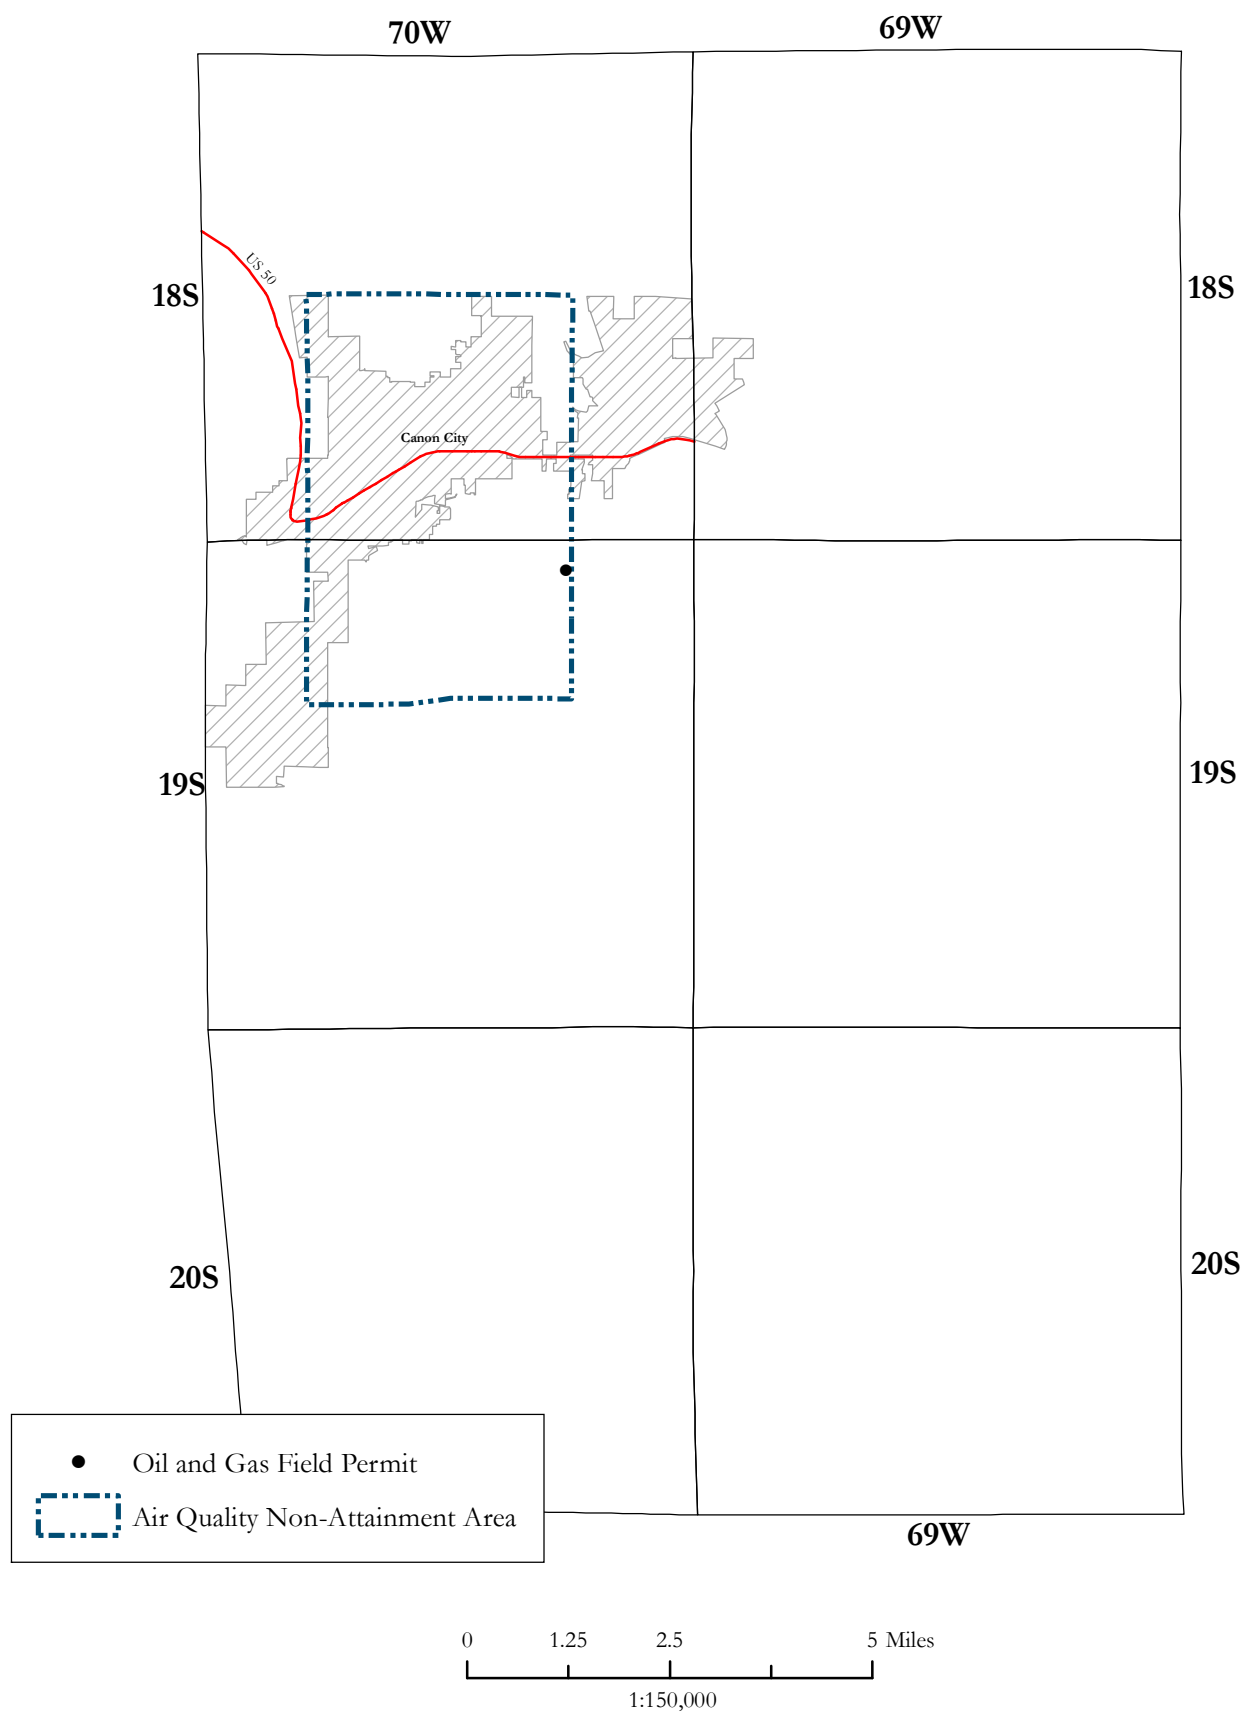 70W
69W
US 50
18S
18S
Canon City
19S
19S
20S
20S
Oil and Gas Field Permit
Air Quality Non-Attainment Area
69W
0 1.25 2.5 5 Miles
1:150,000